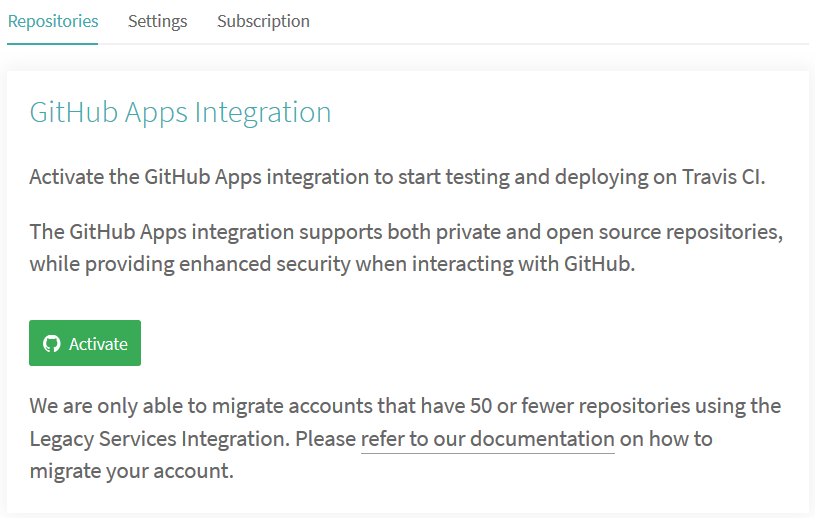 Repositories Settings Subscription
GitHub Apps Integration
Activate the GitHub Apps integration to start testing and deploying on Travis CI.
The GitHub Apps integration supports both private and open source repositories,
while providing enhanced security when interacting with GitHub.
Activate
We are only able to migrate accounts that have 50 or fewer repositories using the
Legacy Services Integration. Please refer to our documentation on how to
migrate your account.